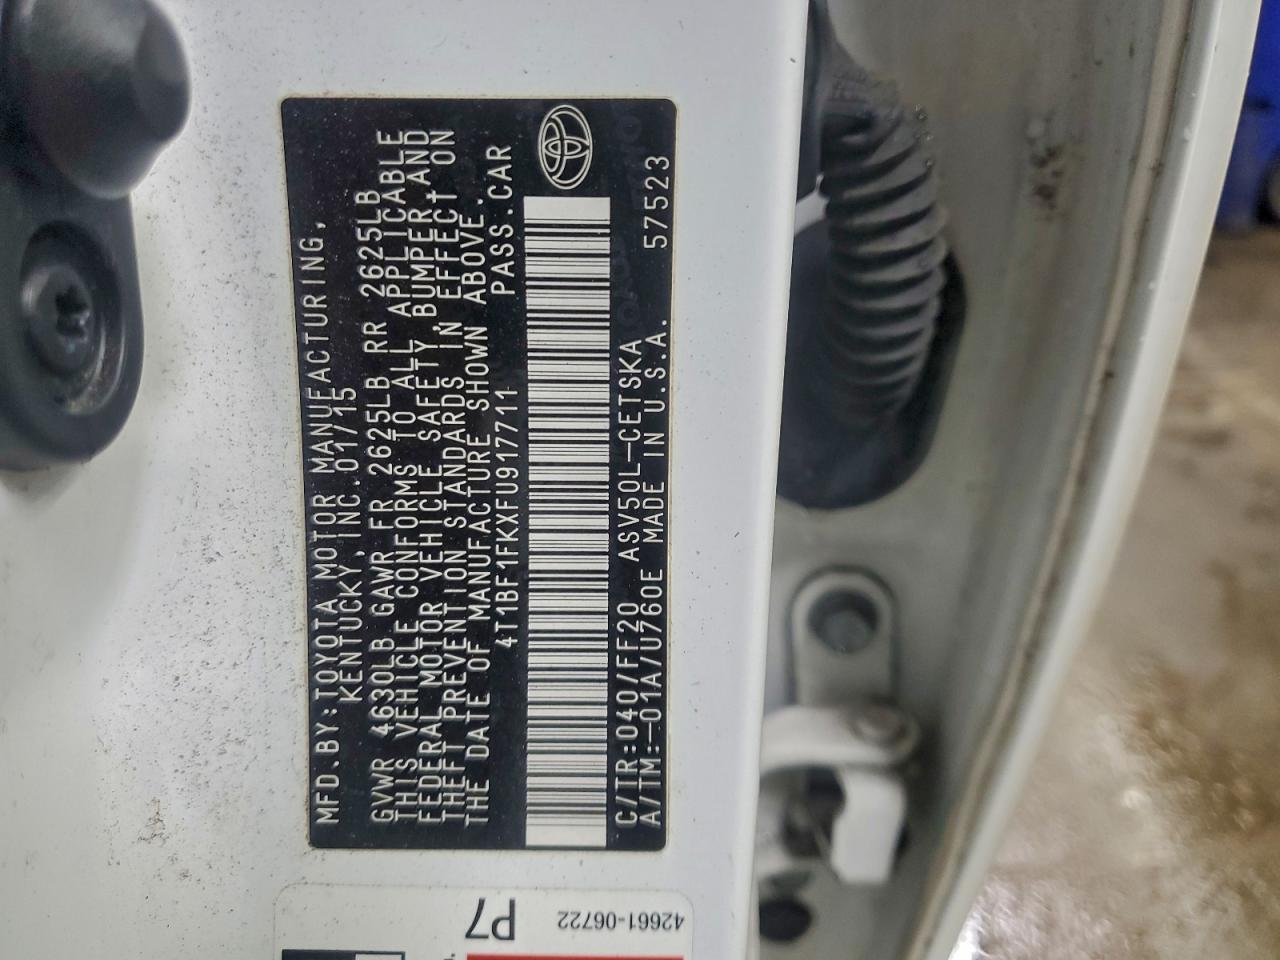 MFD.BY:TOYOTA MOTOR MANUFACTURING,
KENTUCKY,INC.01/15
GVWR 4630LB GAWR FR 2625LB RR 2625LB
THIS VEHICLE CONFORMS TO ALL APPLICABLE
FEDERAL MOTOR VEHICLE SAFETY,BUMPER AND
THEFT PREVENTION STANDARDS IN EFFECT ON
THE DATE OF MANUFACTURE SHOWN ABOVE.
4T1BF1FKXFU917711 PASS.CAR
C/TR:040/FF20 ASV50L-CETSKA
A/TM:-01A/U760E MADE IN U.S.A. 57523
P7
42661-06722